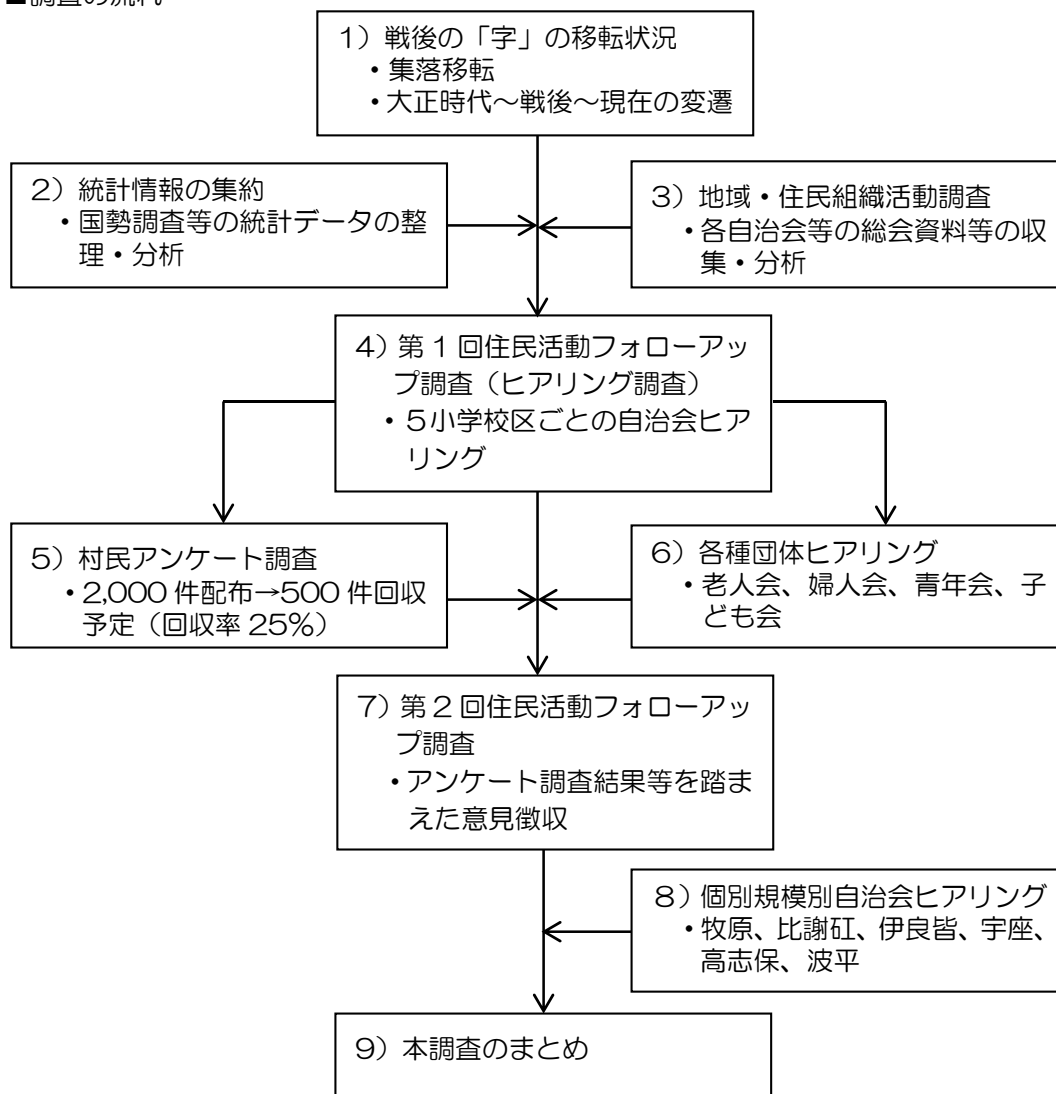 ■調査の流れ
1）戦後の「字」の移転状況
・集落移転
・大正時代～戦後～現在の変遷
2）統計情報の集約
・国勢調査等の統計データの整
理・分析
3）地域・住民組織活動調査
・各自治会等の総会資料等の収
集・分析
4）第1回住民活動フォローアッ
プ調査（ヒアリング調査）
・5小学校区ごとの自治会ヒア
リング
5）村民アンケート調査
・2,000件配布→500件回収
予定（回収率25%）
6）各種団体ヒアリング
・老人会、婦人会、青年会、子
ども会
7）第2回住民活動フォローアッ
プ調査
・アンケート調査結果等を踏ま
えた意見徴収
8）個別規模別自治会ヒアリング
・牧原、比謝矼、伊良皆、宇座、
高志保、波平
9）本調査のまとめ